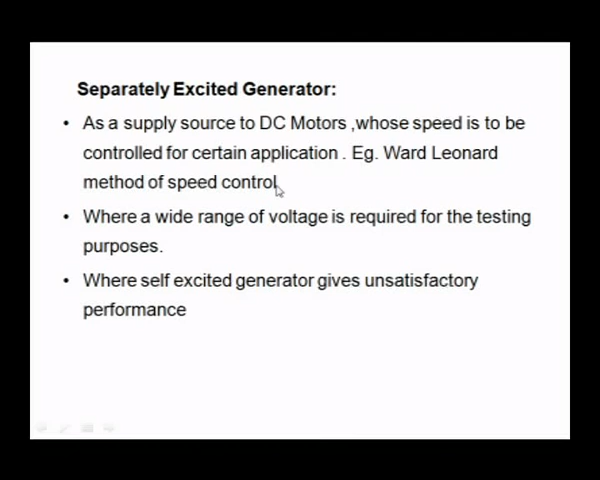 Separately Excited Generator:
• As a supply source to DC Motors ,whose speed is to be
controlled for certain application . Eg. Ward Leonard
method of speed control
• Where a wide range of voltage is required for the testing
purposes.
• Where self excited generator gives unsatisfactory
performance